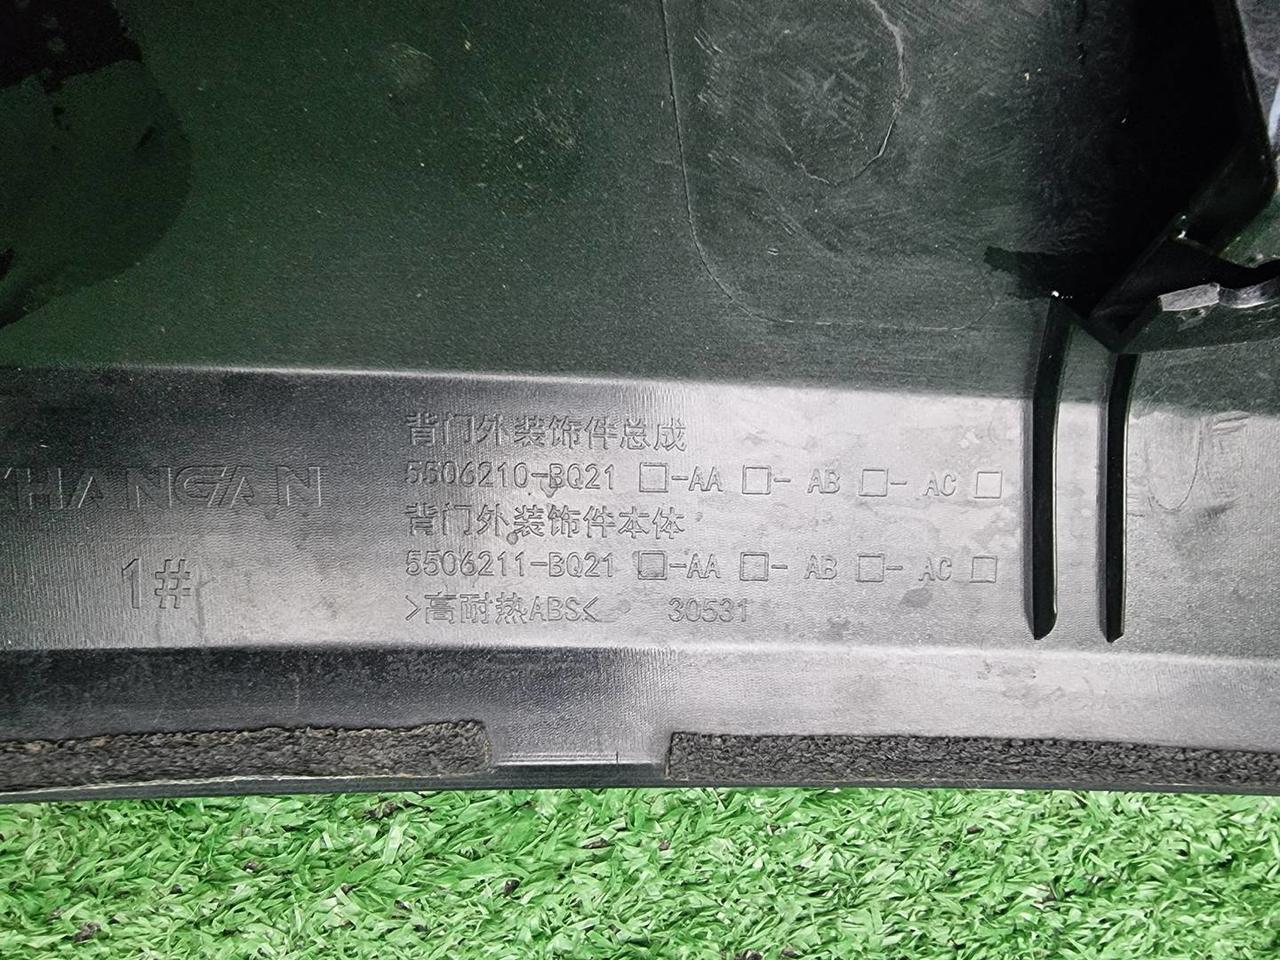 背门外装饰件总成
5506210-BQ21 □-AA □- AB □- AC □
CHANGAN
背门外装饰件本体
5506211-BQ21 □-AA □- AB □- AC □
1#
>高耐热ABS< 30531